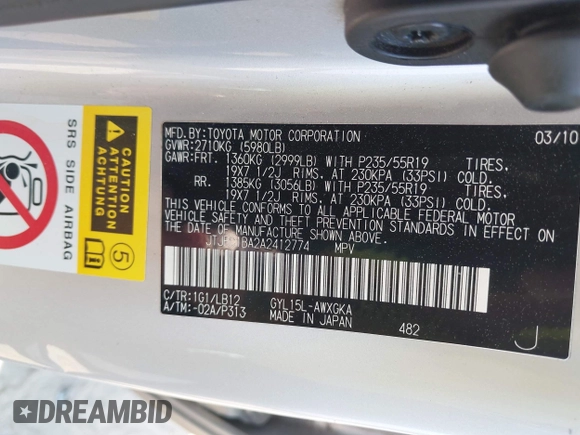 MFD. BY: TOYOTA MOTOR CORPORATION 03/10
GVWR: 2710KG (5980LB)
GAWR: FRT. 1360KG (2999LB) WITH P235/55R19 TIRES,
19X7 1/2J RIMS, AT 230KPA (33PSI) COLD.
RR. 1385KG (3056LB) WITH P235/55R19 TIRES,
19X7 1/2J RIMS, AT 230KPA (33PSI) COLD.
THIS VEHICLE CONFORMS TO ALL APPLICABLE FEDERAL MOTOR
VEHICLE SAFETY AND THEFT PREVENTION STANDARDS IN EFFECT ON
THE DATE OF MANUFACTURE SHOWN ABOVE.
MPV
C/TR: 1G1/LB12 GYL15L-AWXGKA
A/TM: -02A/P313 MADE IN JAPAN
482
J
SRS SIDE AIRBAG
CAUTION
ATTENTION
5
DREAMBID